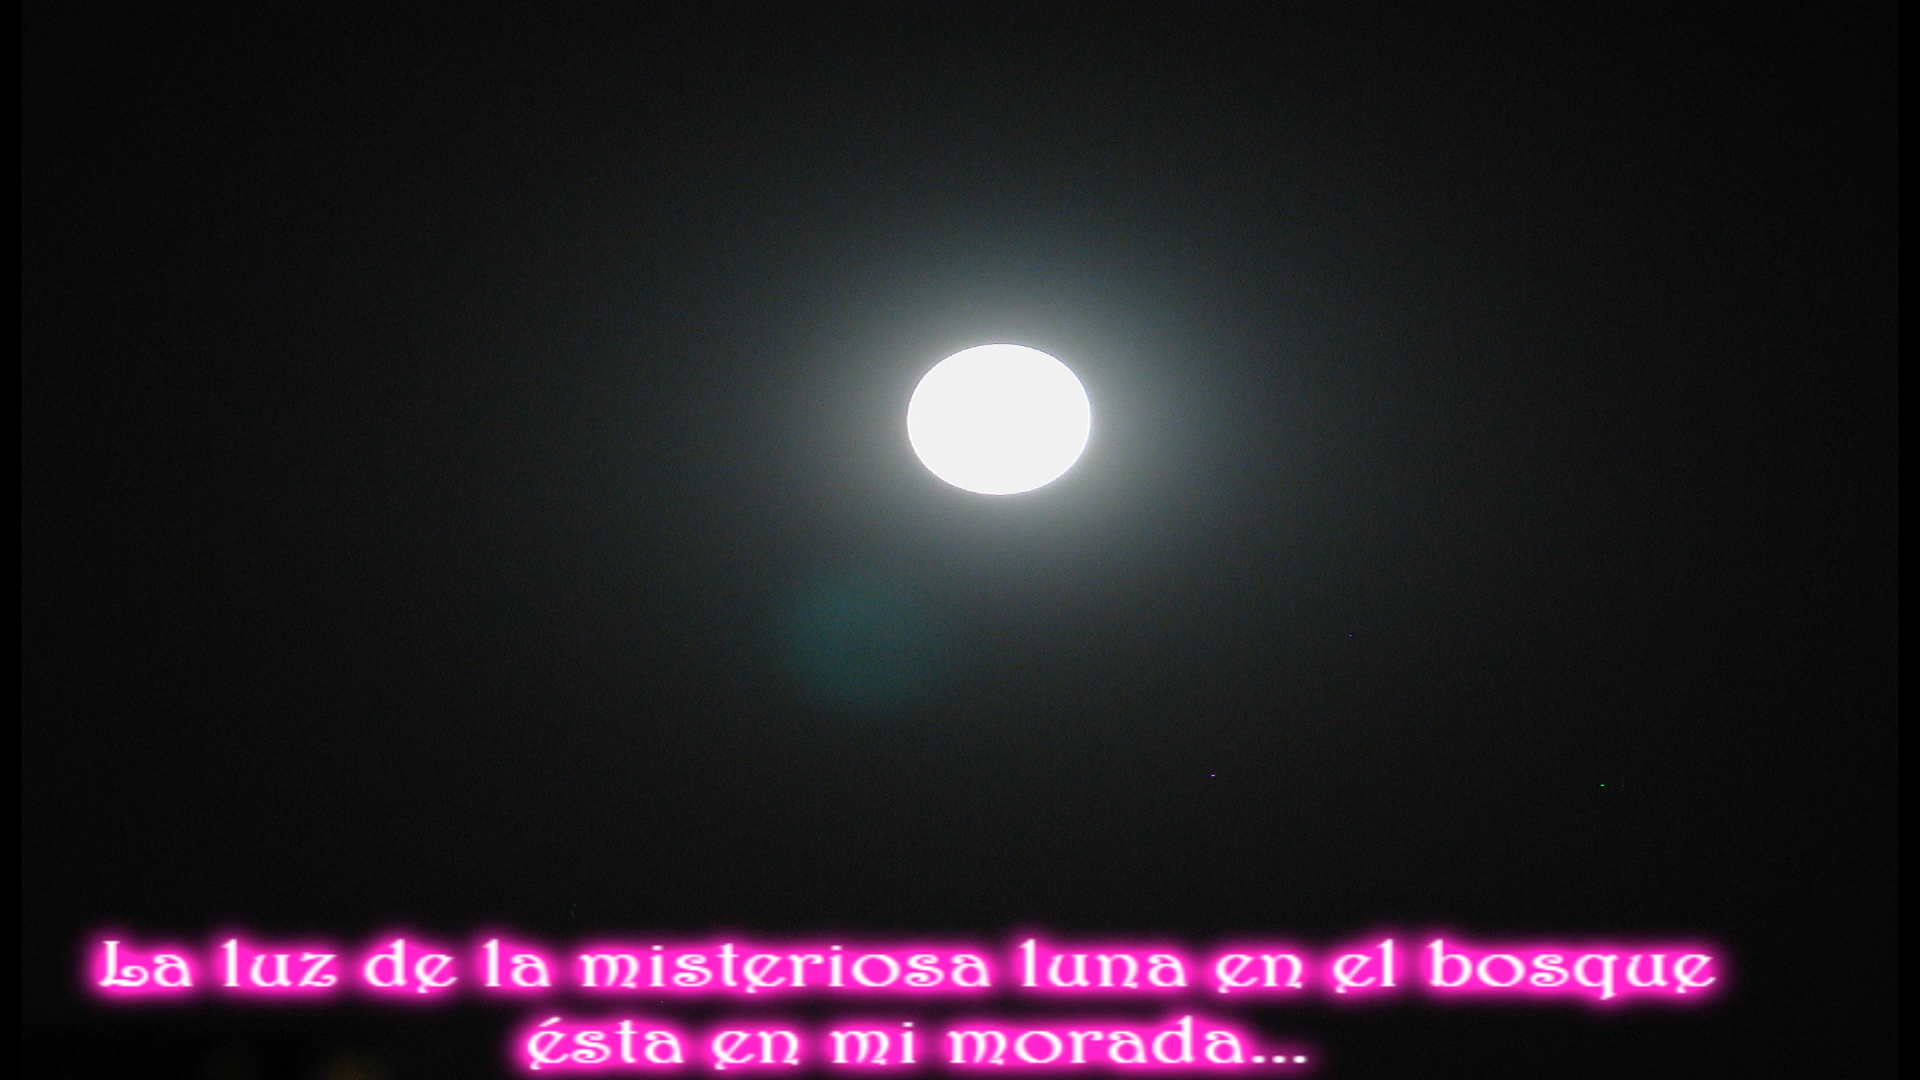 La luz de la misteriosa luna en el bosque
ésta en mi morada...